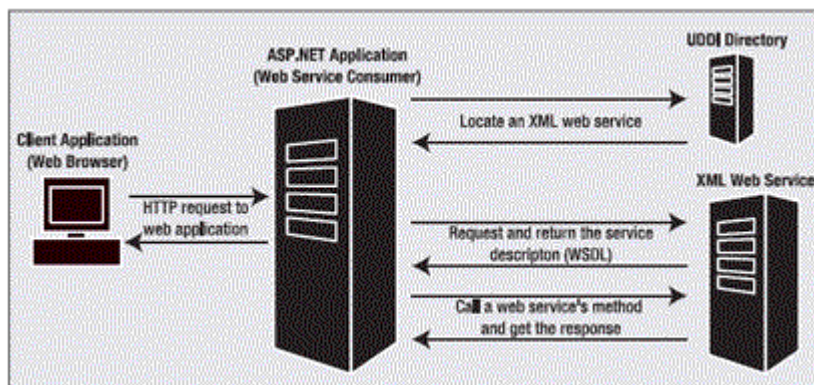 ASP.NET Application
(Web Service Consumer)
UDDI Directory
Locate an XML web service
Client Application
(Web Browser)
XML Web Service
HTTP request to
web application
Request and return the service
descripton (WSDL)
Call a web service's method
and get the response